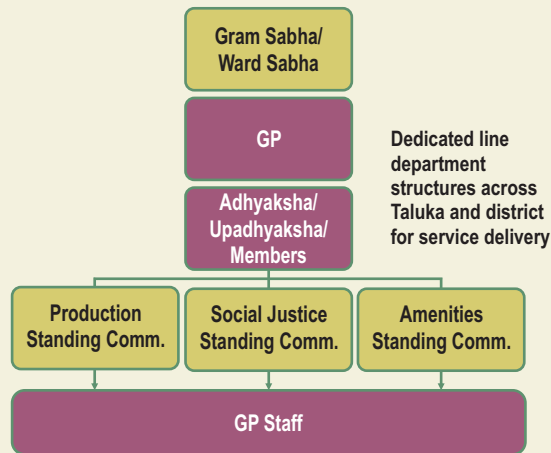 Gram Sabha/
Ward Sabha
GP
Dedicated line
department
structures across
Taluka and district
for service delivery
Adhyaksha/
Upadhyaksha/
Members
Production
Standing Comm.
Social Justice
Standing Comm.
Amenities
Standing Comm.
GP Staff